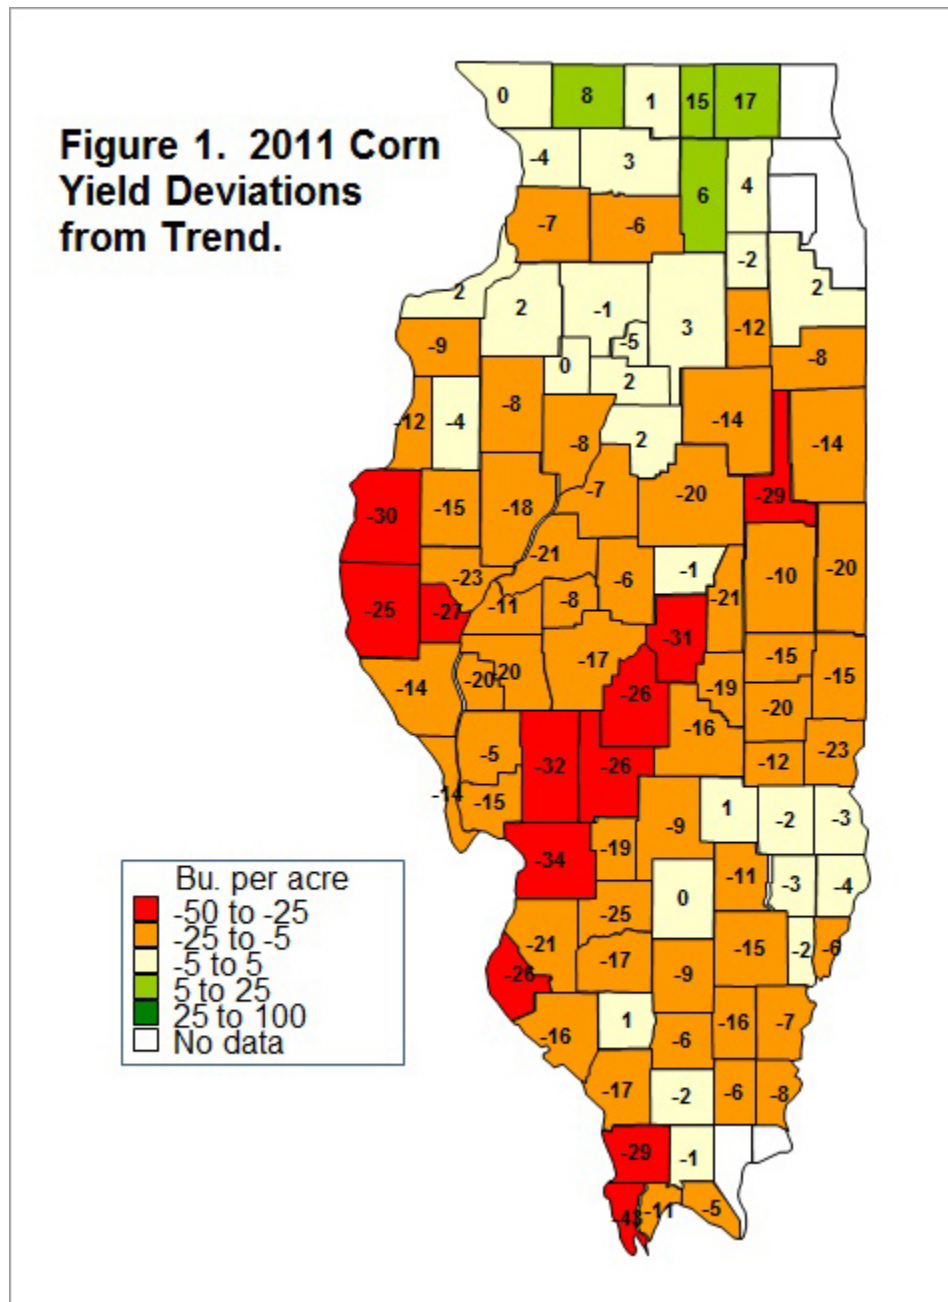 Figure 1. 2011 Corn
Yield Deviations
from Trend.
0 8 1 15 17
-4 3 6 4
-7 -6 -2
2 2 -1 -5 3 -12 2
-9 0 2 -8
-12 -4 -8 -8 2 -14 -14
-30 -15 -18 -7 -20 -29
-23 -21 -6 -1 -21 -10 -20
-25 -27 -11 -8 -31
-14 -20 -20 -17 -26 -19 -15 -15
-16 -20
-5 -32 -26 -12 -23
-14 -15 -9 1 -2 -3
-34 -19 0 -11 -3 -4
-21 -25 -15 -2 -6
-26 -17 -9
-16 1 -6 -16 -7
-17 -2 -6 -8
-29 -1
-43 -11 -5
Bu. per acre
-50 to -25
-25 to -5
-5 to 5
5 to 25
25 to 100
No data